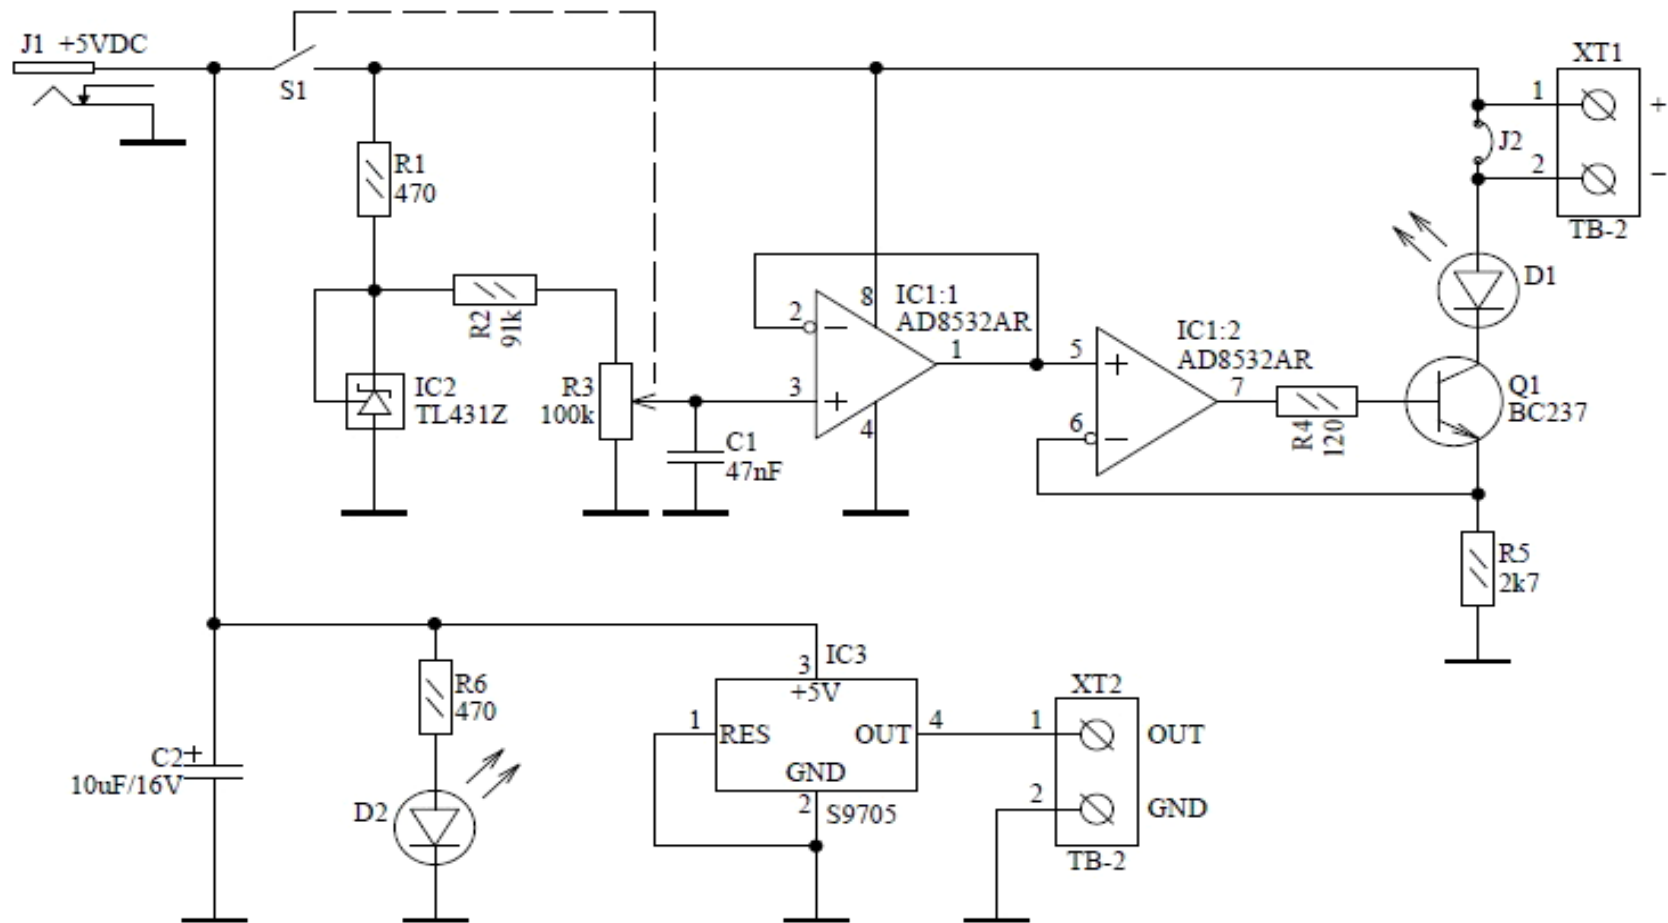 J1 +5VDC
S1
XT1
1
+
J2
2
−
TB-2
R1
470
D1
R2
91k
8
IC1:1
AD8532AR
2
−
1
3
+
4
IC1:2
AD8532AR
5
+
7
6
−
IC2
TL431Z
R3
100k
C1
47nF
R4
120
Q1
BC237
R5
2k7
3
IC3
+5V
R6
470
1
RES
OUT
4
GND
2
S9705
XT2
1
OUT
2
GND
TB-2
C2
+
10uF/16V
D2